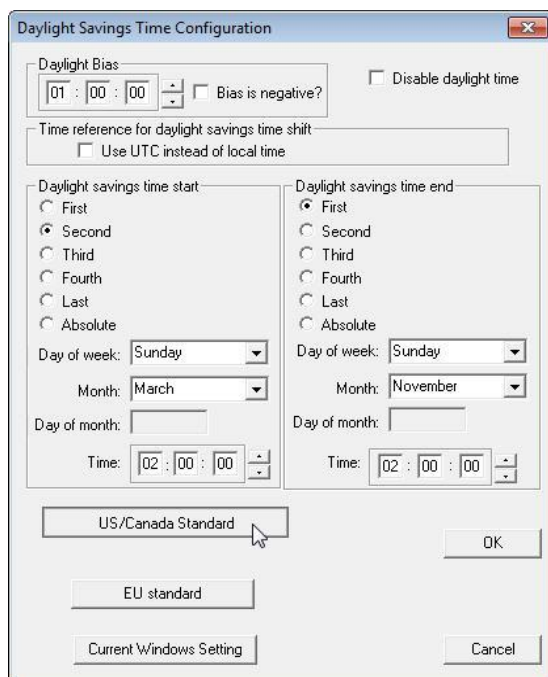 Daylight Savings Time Configuration
Daylight Bias
01 : 00 : 00
Bias is negative?
Disable daylight time
Time reference for daylight savings time shift
Use UTC instead of local time
Daylight savings time start
First
Second
Third
Fourth
Last
Absolute
Day of week: Sunday
Month: March
Day of month:
Time: 02 : 00 : 00
Daylight savings time end
First
Second
Third
Fourth
Last
Absolute
Day of week: Sunday
Month: November
Day of month:
Time: 02 : 00 : 00
US/Canada Standard
OK
EU standard
Current Windows Setting
Cancel